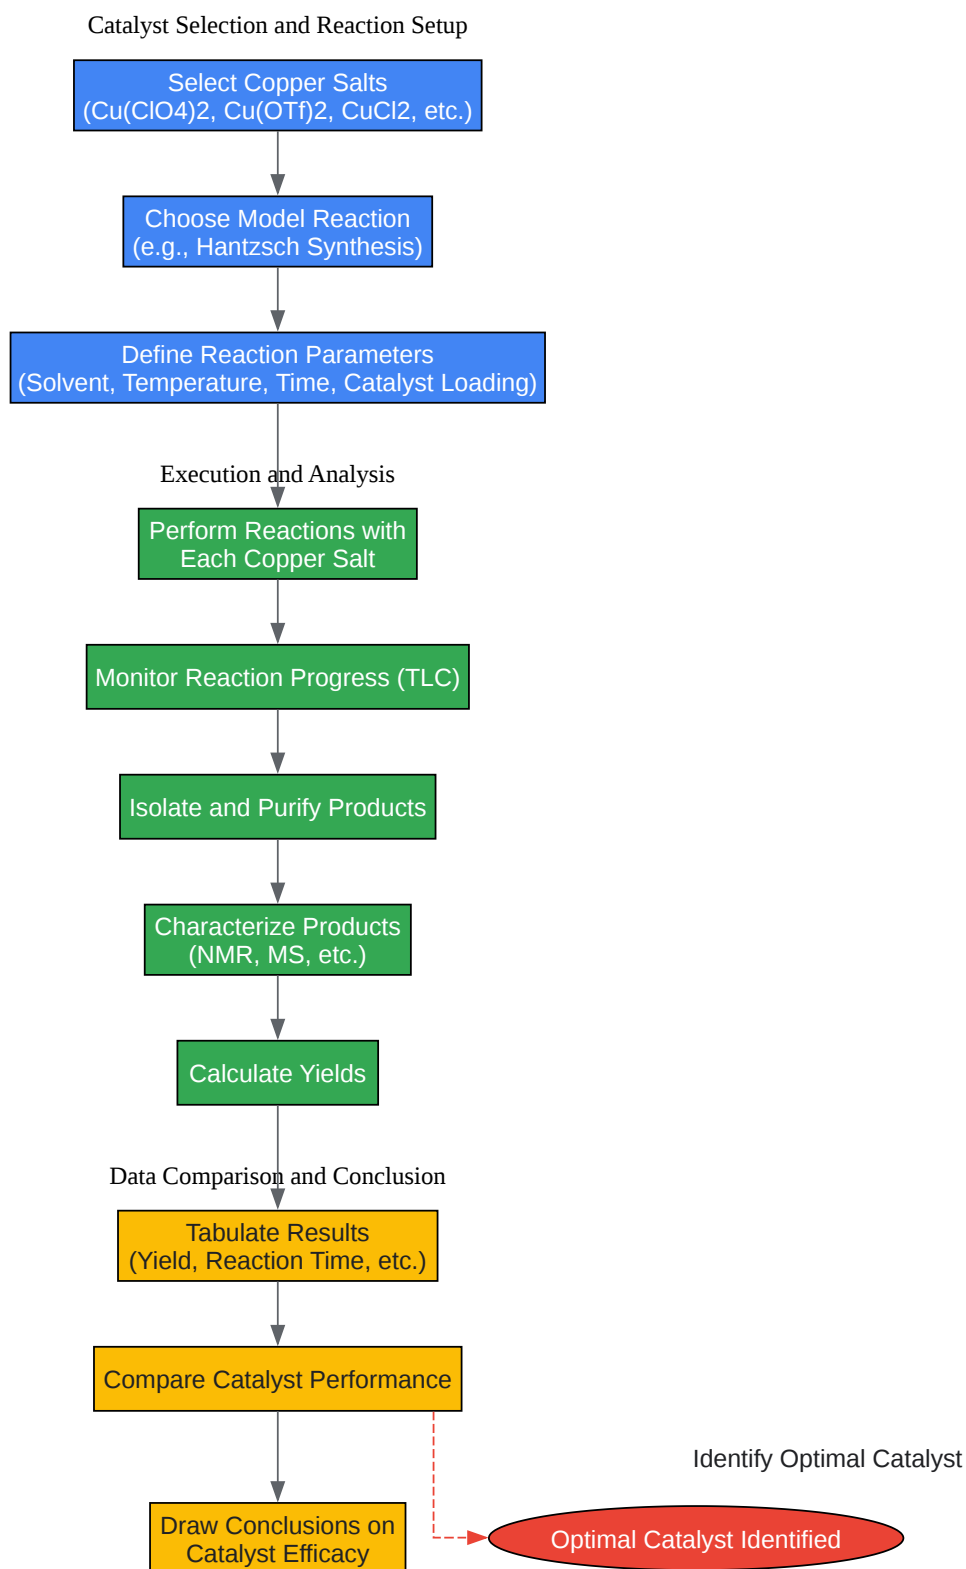 Catalyst Selection and Reaction Setup
Select Copper Salts
(Cu(ClO4)2, Cu(OTf)2, CuCl2, etc.)
Choose Model Reaction
(e.g., Hantzsch Synthesis)
Define Reaction Parameters
(Solvent, Temperature, Time, Catalyst Loading)
Execution and Analysis
Perform Reactions with
Each Copper Salt
Monitor Reaction Progress (TLC)
Isolate and Purify Products
Characterize Products
(NMR, MS, etc.)
Calculate Yields
Data Comparison and Conclusion
Tabulate Results
(Yield, Reaction Time, etc.)
Compare Catalyst Performance
Identify Optimal Catalyst
Draw Conclusions on
Catalyst Efficacy
Optimal Catalyst Identified